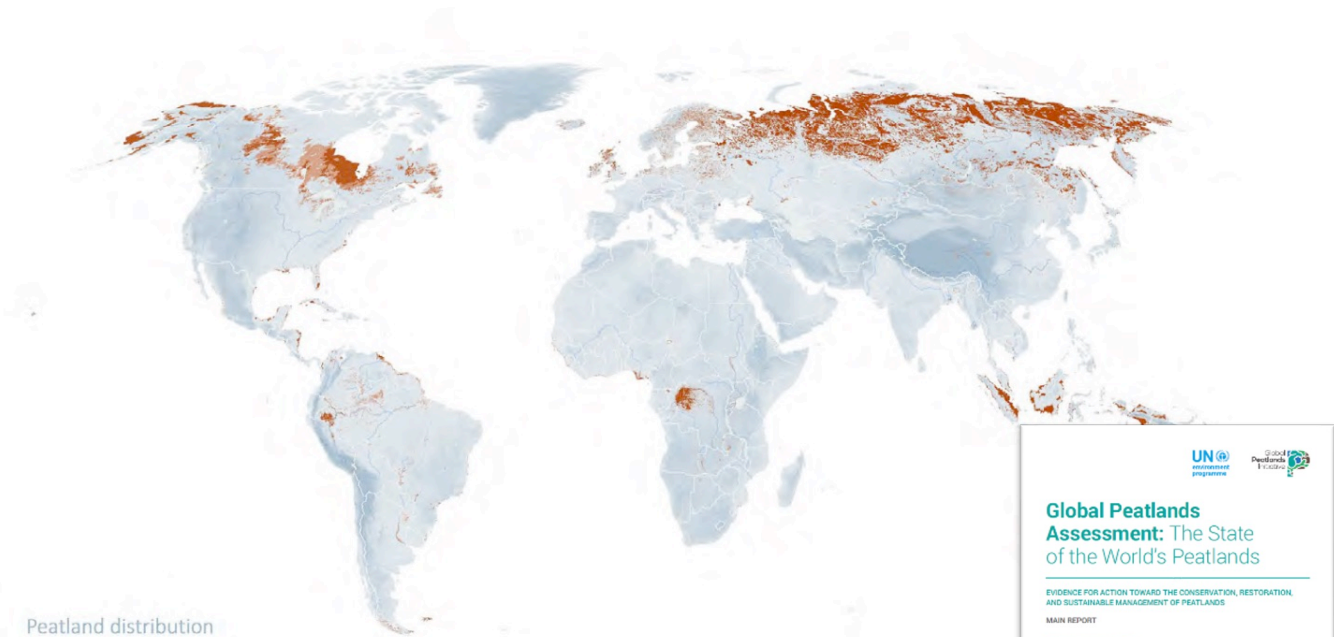 UN
environment
programme
Global
Peatlands
Initiative
Global Peatlands
Assessment: The State
of the World's Peatlands
EVIDENCE FOR ACTION TOWARD THE CONSERVATION, RESTORATION,
AND SUSTAINABLE MANAGEMENT OF PEATLANDS
MAIN REPORT
Peatland distribution